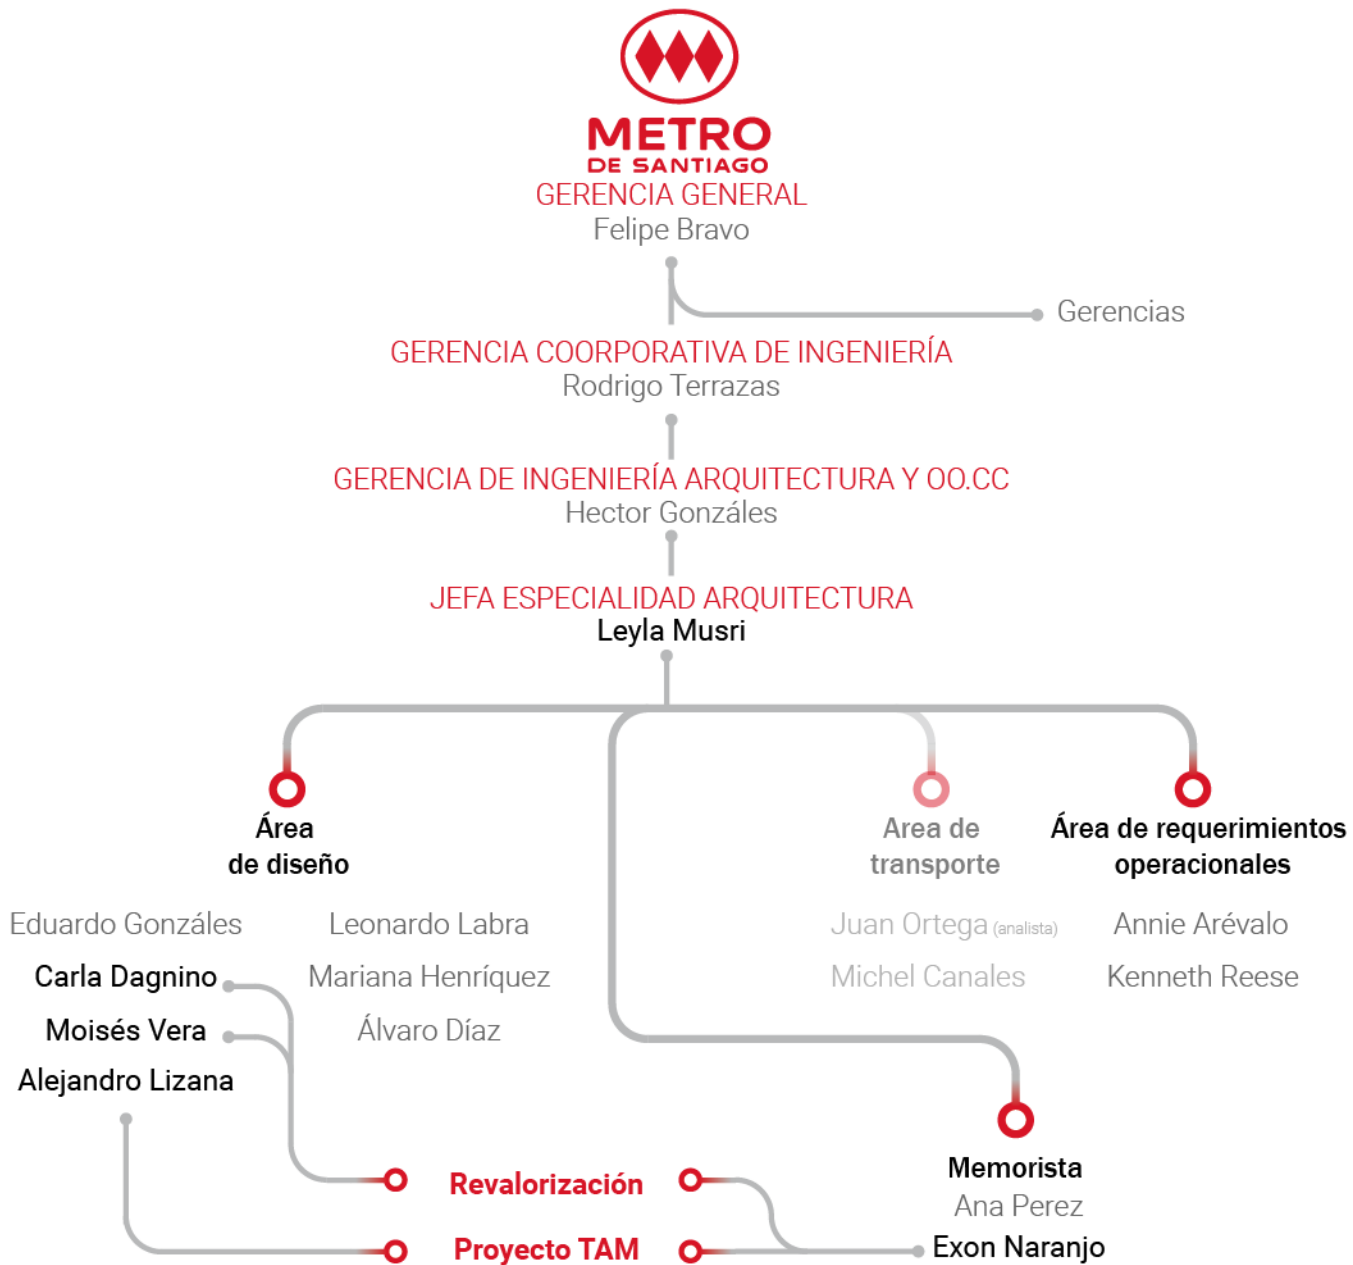 METRO
DE SANTIAGO
GERENCIA GENERAL
Felipe Bravo
Gerencias
GERENCIA COORPORATIVA DE INGENIERÍA
Rodrigo Terrazas
GERENCIA DE INGENIERÍA ARQUITECTURA Y OO.CC
Hector Gonzáles
JEFA ESPECIALIDAD ARQUITECTURA
Leyla Musri
Área
de diseño
Eduardo Gonzáles
Carla Dagnino
Moisés Vera
Alejandro Lizana
Leonardo Labra
Mariana Henríquez
Álvaro Díaz
Area de
transporte
Juan Ortega (analista)
Michel Canales
Área de requerimientos
operacionales
Annie Arévalo
Kenneth Reese
Memorista
Ana Perez
Exon Naranjo
Revalorización
Proyecto TAM